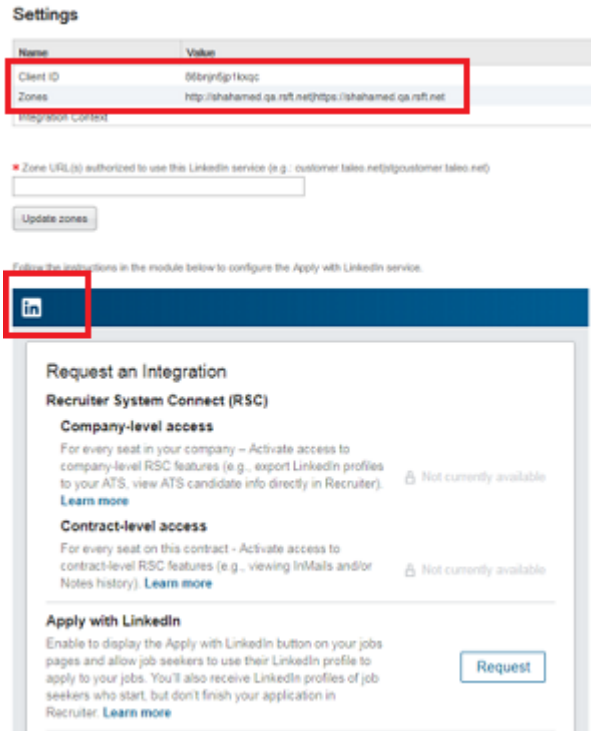 Settings
Name Value
Client ID
Zones http://shahamed.qa.rsft.net|https://shahamed.qa.rsft.net
Integration Context
* Zone URL(s) authorized to use this LinkedIn service (e.g.: customer.taleo.net|stgcustomer.taleo.net)
Update zones
Follow the instructions in the module below to configure the Apply with LinkedIn service.
in
Request an Integration
Recruiter System Connect (RSC)
Company-level access
For every seat in your company – Activate access to
company-level RSC features (e.g., export LinkedIn profiles
to your ATS, view ATS candidate info directly in Recruiter).
Learn more
Not currently available
Contract-level access
For every seat on this contract - Activate access to
contract-level RSC features (e.g., viewing InMails and/or
Notes history). Learn more
Not currently available
Apply with LinkedIn
Enable to display the Apply with LinkedIn button on your jobs
pages and allow job seekers to use their LinkedIn profile to
apply to your jobs. You'll also receive LinkedIn profiles of job
seekers who start, but don't finish your application in
Recruiter. Learn more
Request